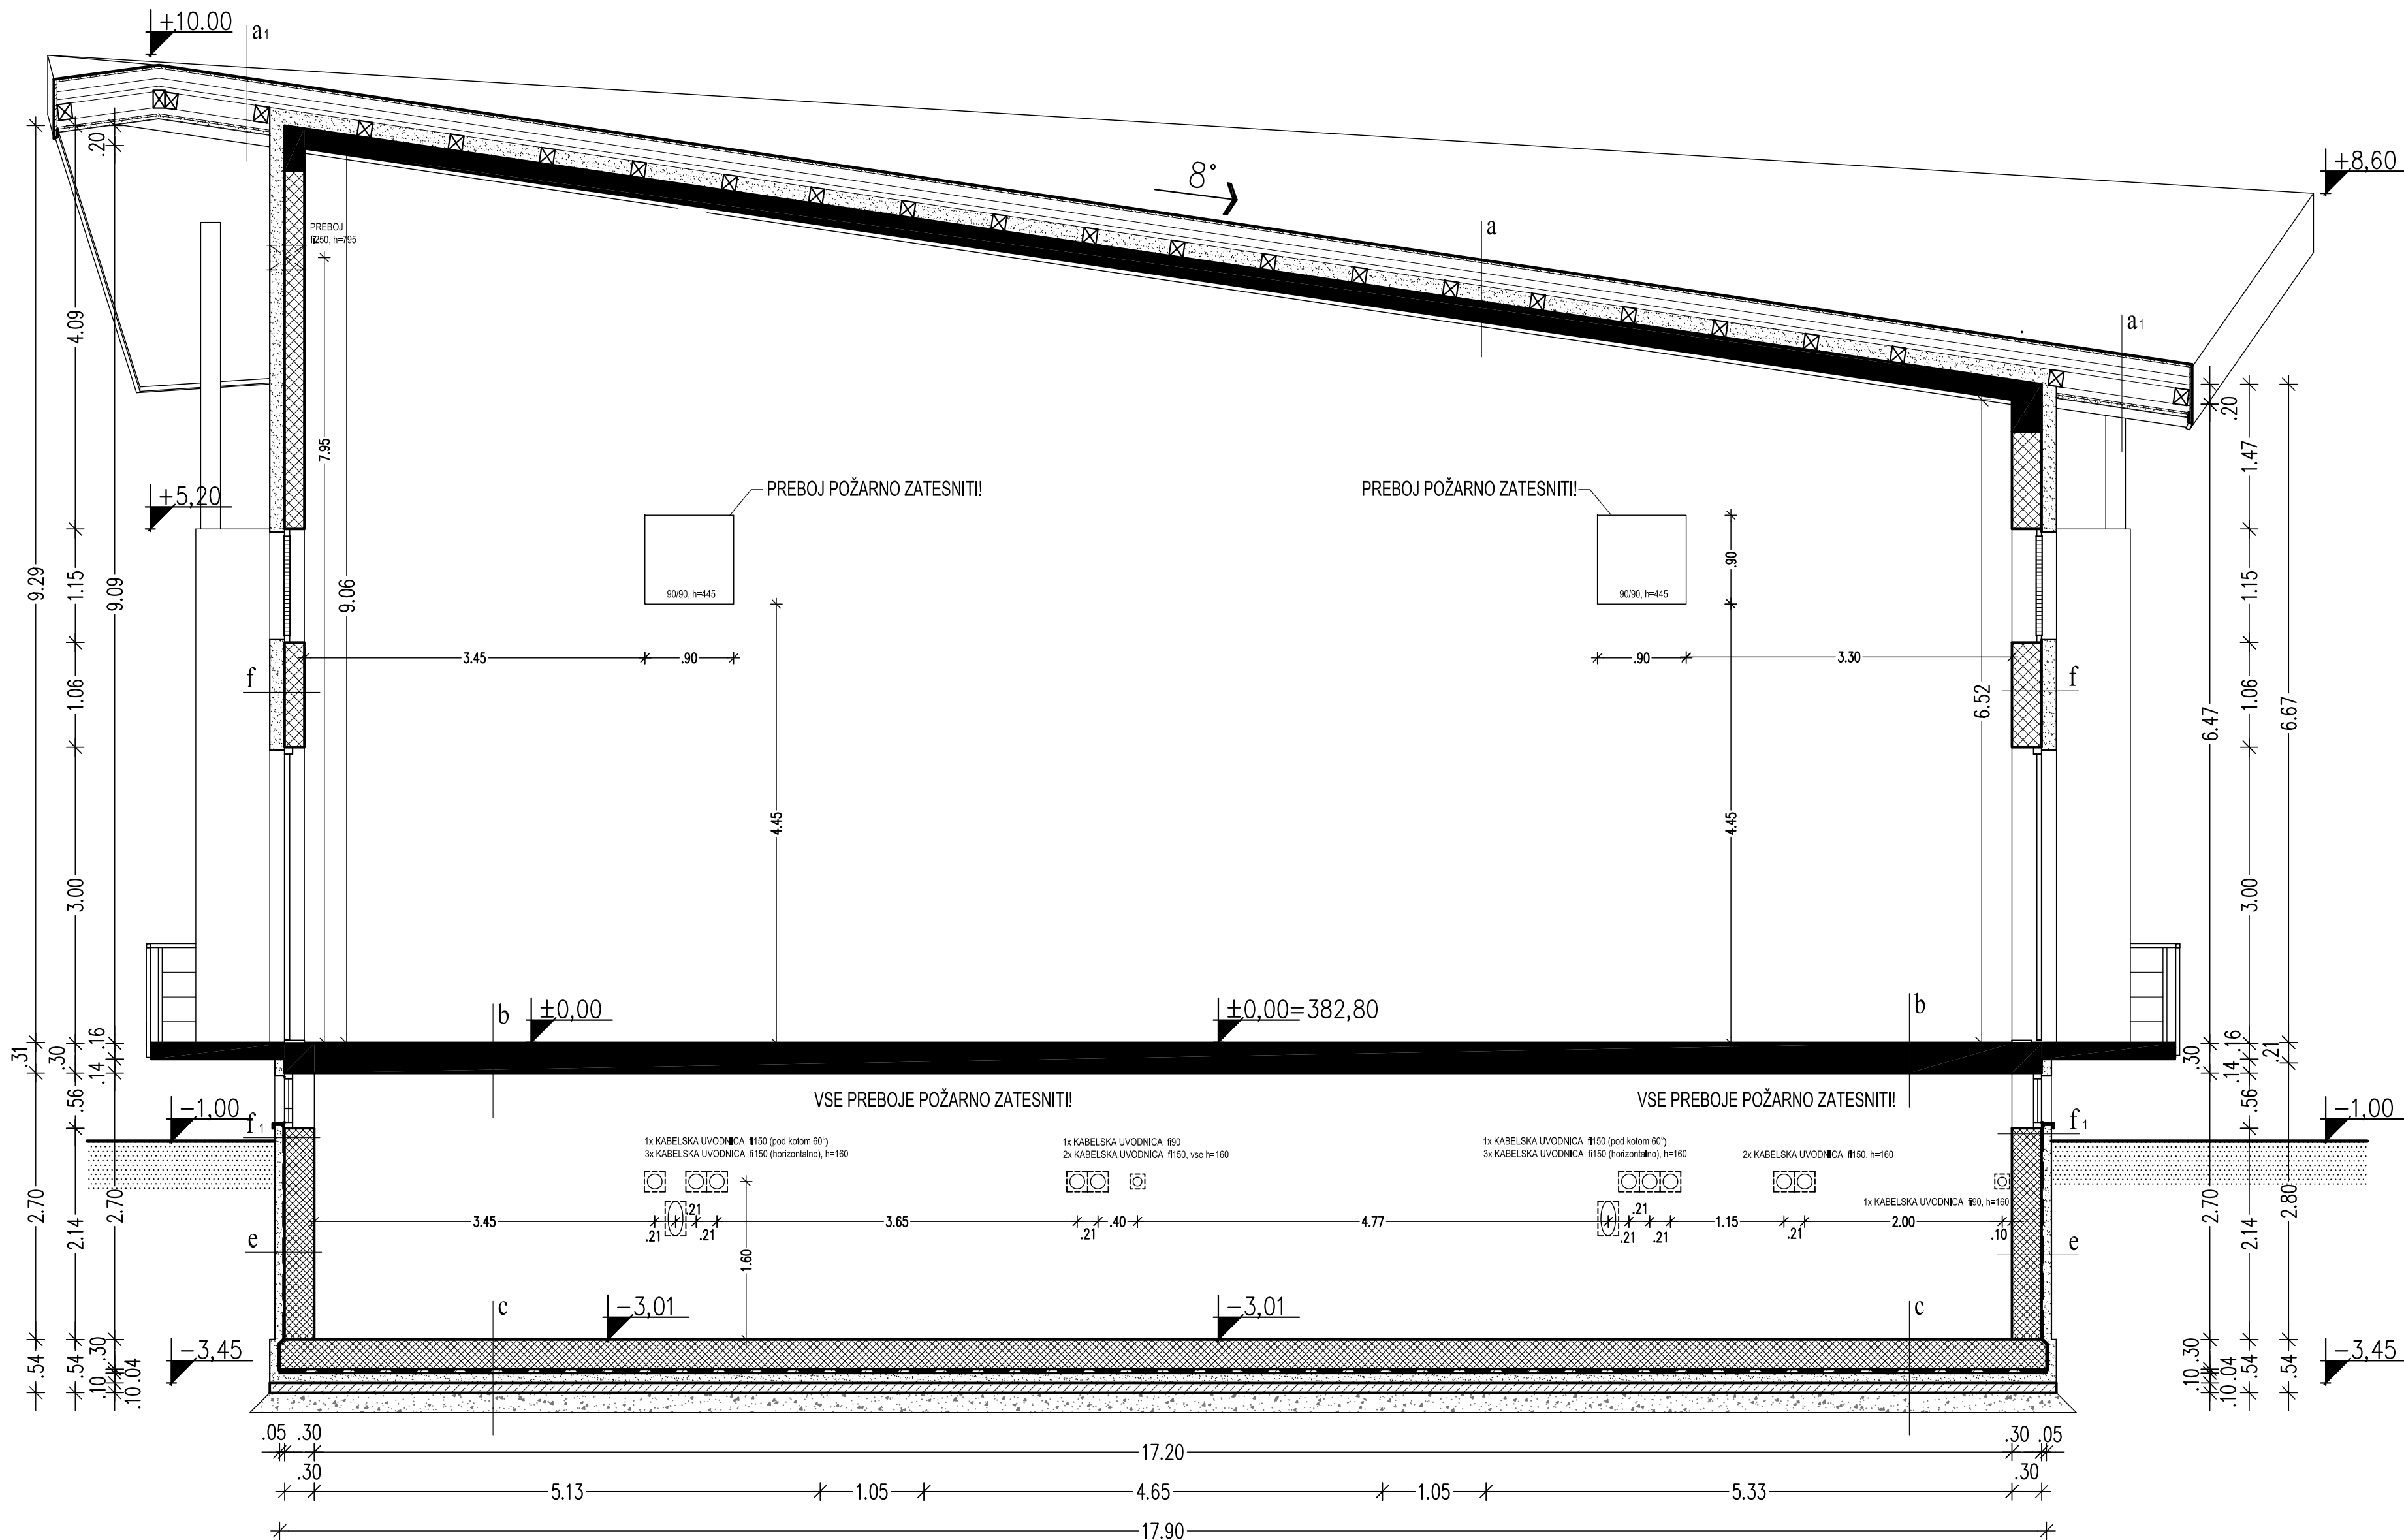 +10.00
a1
+8,60
8°
a
a1
.20
PREBOJ
fi250, h=795
4.09
7.95
.20
1.47
+5,20
PREBOJ POŽARNO ZATESNITI!
PREBOJ POŽARNO ZATESNITI!
9.29
1.15
9.09
9.06
90/90, h=445
90/90, h=445
.90
1.15
3.45
.90
.90
3.30
f
f
1.06
6.52
6.47
1.06
6.67
4.45
4.45
3.00
3.00
b
±0,00
±0,00=382,80
b
.31
.30
.14 .16
.30
.14 .16
.21
VSE PREBOJE POŽARNO ZATESNITI!
VSE PREBOJE POŽARNO ZATESNITI!
.56
-1,00
f1
f1
.56
-1,00
1x KABELSKA UVODNICA fi150 (pod kotom 60°)
3x KABELSKA UVODNICA fi150 (horizontalno), h=160
1x KABELSKA UVODNICA fi90
2x KABELSKA UVODNICA fi150, vse h=160
1x KABELSKA UVODNICA fi150 (pod kotom 60°)
3x KABELSKA UVODNICA fi150 (horizontalno), h=160
2x KABELSKA UVODNICA fi150, h=160
1x KABELSKA UVODNICA fi90, h=160
2.70
2.14
2.70
3.45
.21
.21
.21
3.65
.21
.40
4.77
.21
.21
.21
1.15
.21
2.00
.10
2.70
2.14
2.80
e
e
1.60
c
-3,01
-3,01
c
.54
.54
.10 .30
.10 .04
-3,45
.10 .30
.10 .04
.54
.54
-3,45
.05 .30
17.20
.30 .05
.30
5.13
1.05
4.65
1.05
5.33
.30
17.90